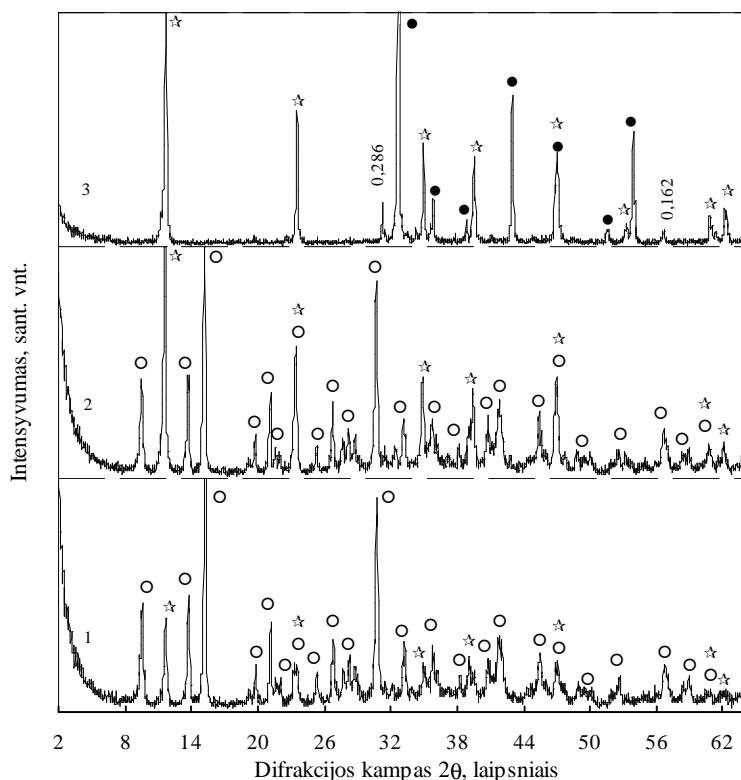 3
0,286
0,162
2
1
Intensyvumas, sant. vnt.
2 8 14 20 26 32 38 44 50 56 62
Difrakcijos kampas 2θ, laipsniais